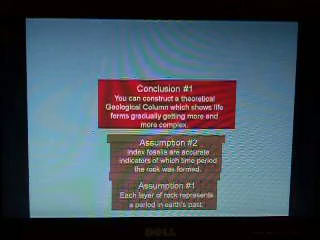 Conclusion #1
You can construct a theoretical
Geological Column which shows life
forms gradually getting more and
more complex.
Assumption #2
Index fossils are accurate
indicators of which time period
the rock was formed.
Assumption #1
Each layer of rock represents
a period in earth's past.
DELL